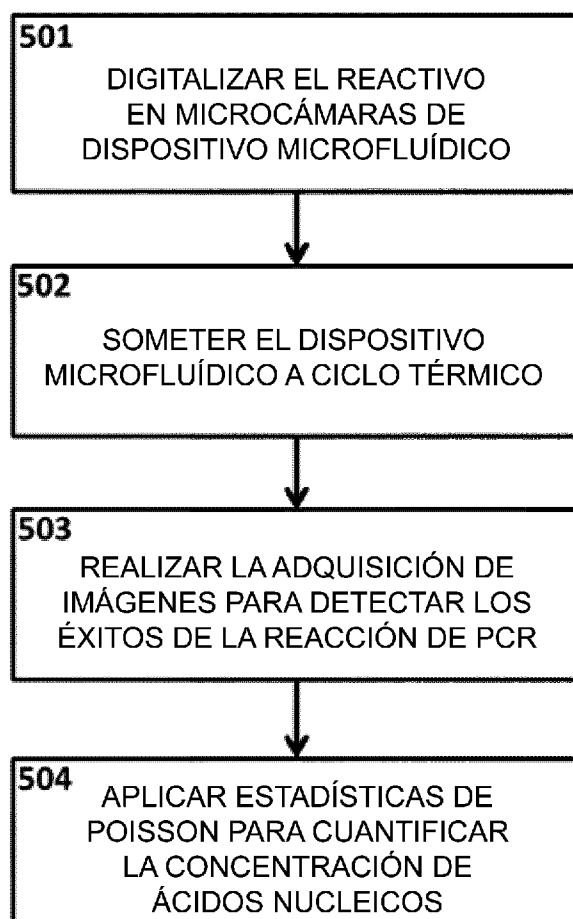 501
DIGITALIZAR EL REACTIVO
EN MICROCÁMARAS DE
DISPOSITIVO MICROFLUÍDICO
502
SOMETER EL DISPOSITIVO
MICROFLUÍDICO A CICLO TÉRMICO
503
REALIZAR LA ADQUISICIÓN DE
IMÁGENES PARA DETECTAR LOS
ÉXITOS DE LA REACCIÓN DE PCR
504
APLICAR ESTADÍSTICAS DE
POISSON PARA CUANTIFICAR
LA CONCENTRACIÓN DE
ÁCIDOS NUCLEICOS